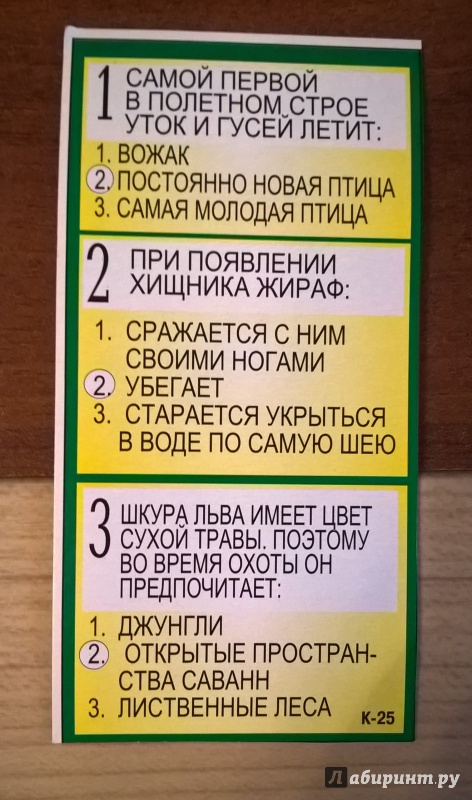 1 САМОЙ ПЕРВОЙ
В ПОЛЕТНОМ СТРОЕ
УТОК И ГУСЕЙ ЛЕТИТ:
1. ВОЖАК
2. ПОСТОЯННО НОВАЯ ПТИЦА
3. САМАЯ МОЛОДАЯ ПТИЦА
2 ПРИ ПОЯВЛЕНИИ
ХИЩНИКА ЖИРАФ:
1. СРАЖАЕТСЯ С НИМ
СВОИМИ НОГАМИ
2. УБЕГАЕТ
3. СТАРАЕТСЯ УКРЫТЬСЯ
В ВОДЕ ПО САМУЮ ШЕЮ
3 ШКУРА ЛЬВА ИМЕЕТ ЦВЕТ
СУХОЙ ТРАВЫ. ПОЭТОМУ
ВО ВРЕМЯ ОХОТЫ ОН
ПРЕДПОЧИТАЕТ:
1. ДЖУНГЛИ
2. ОТКРЫТЫЕ ПРОСТРАН-
СТВА САВАНН
3. ЛИСТВЕННЫЕ ЛЕСА
К-25
Лабиринт.ру